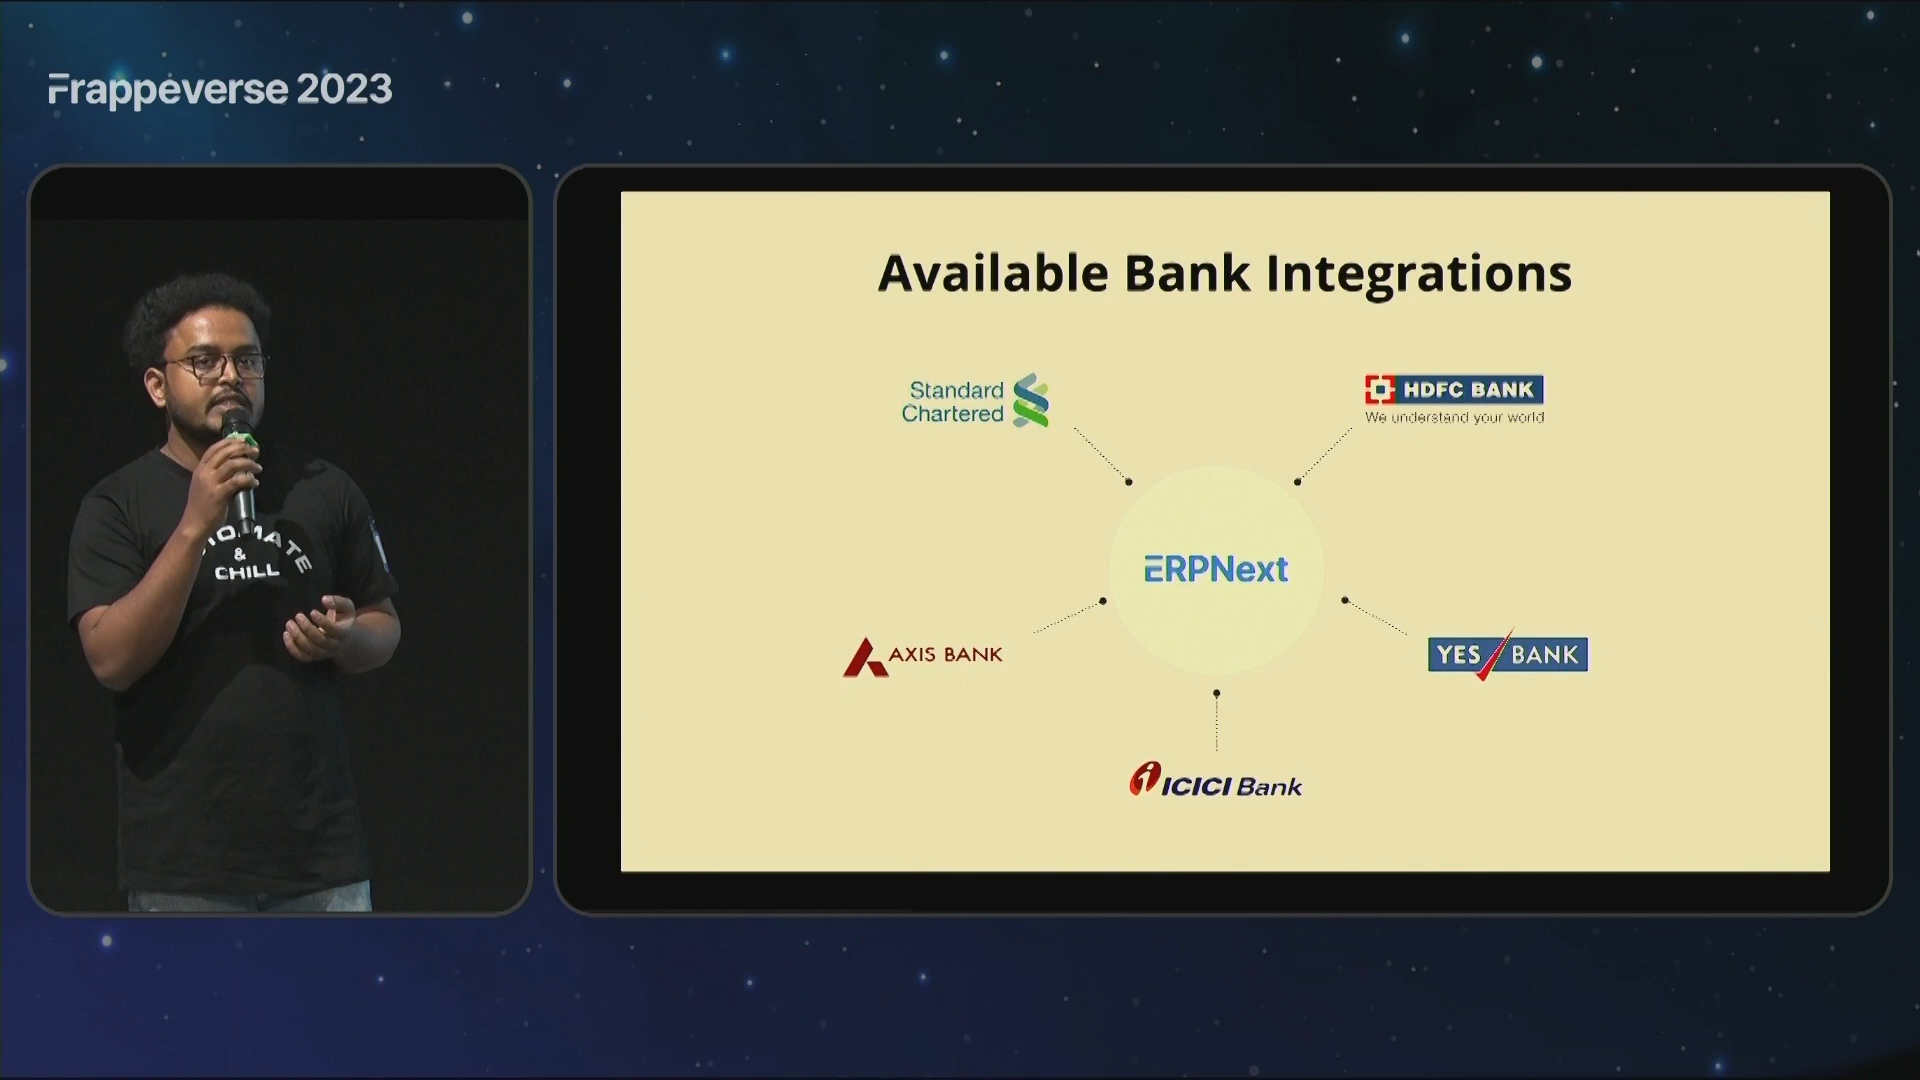 Frappeverse 2023
Available Bank Integrations
Standard
Chartered
HDFC BANK
We understand your world
ERPNext
AXIS BANK
YES BANK
ICICI Bank
&
CHILL